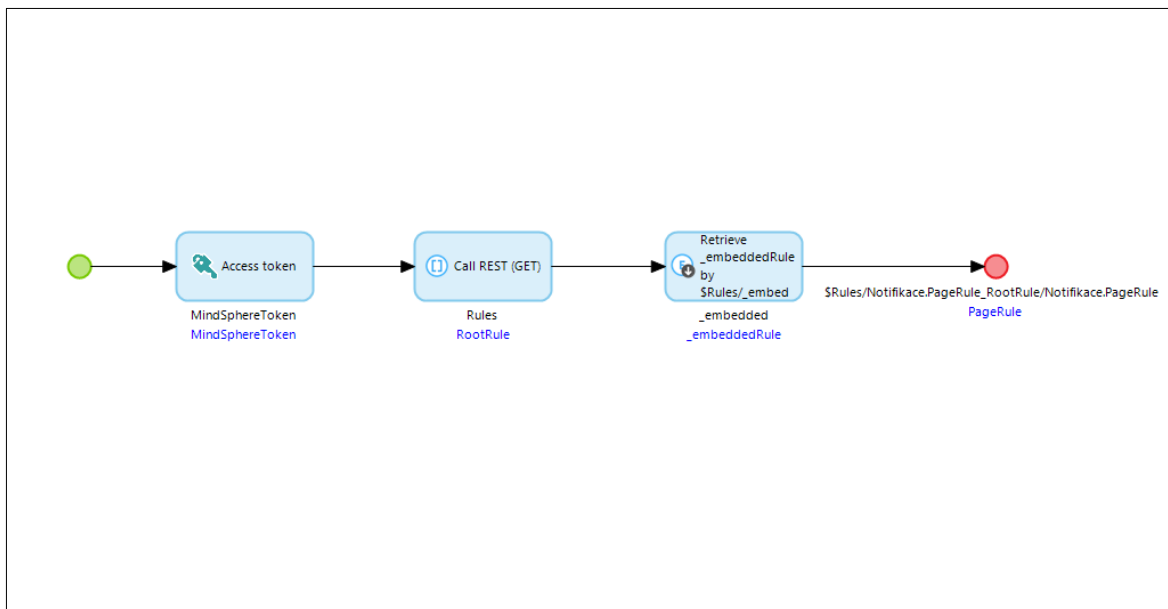 Access token
MindSphereToken
MindSphereToken
Call REST (GET)
Rules
RootRule
Retrieve
_embeddedRule
by
$Rules/_embed
_embedded
_embeddedRule
$Rules/Notifikace.PageRule_RootRule/Notifikace.PageRule
PageRule